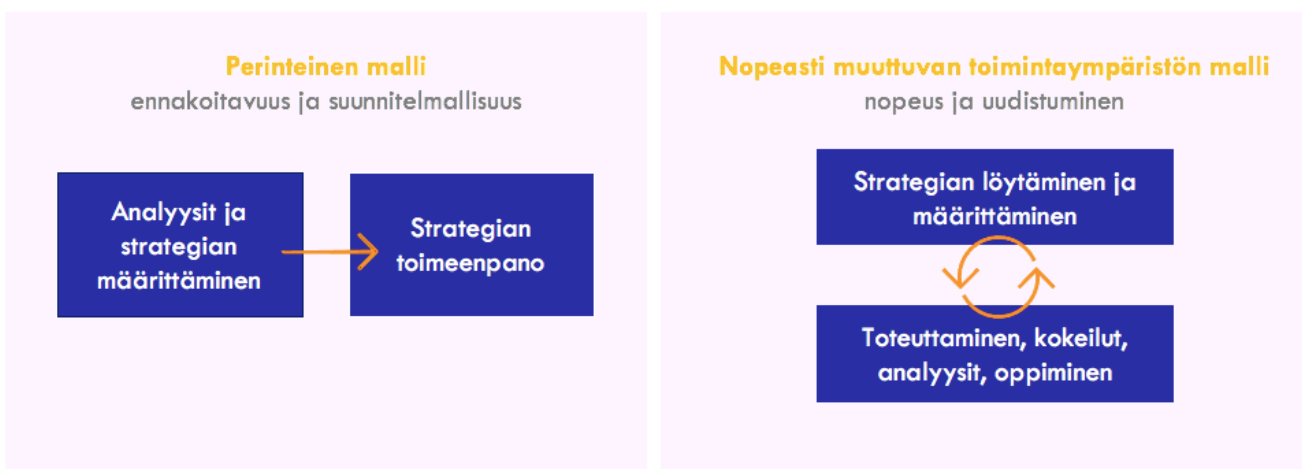 Perinteinen malli
ennakoitavuus ja suunnitelmallisuus
Analyysit ja
strategian
määrittäminen
Strategian
toimeenpano
Nopeasti muuttuvan toimintaympäristön malli
nopeus ja uudistuminen
Strategian löytäminen ja
määrittäminen
Toteuttaminen, kokeilut,
analyysit, oppiminen